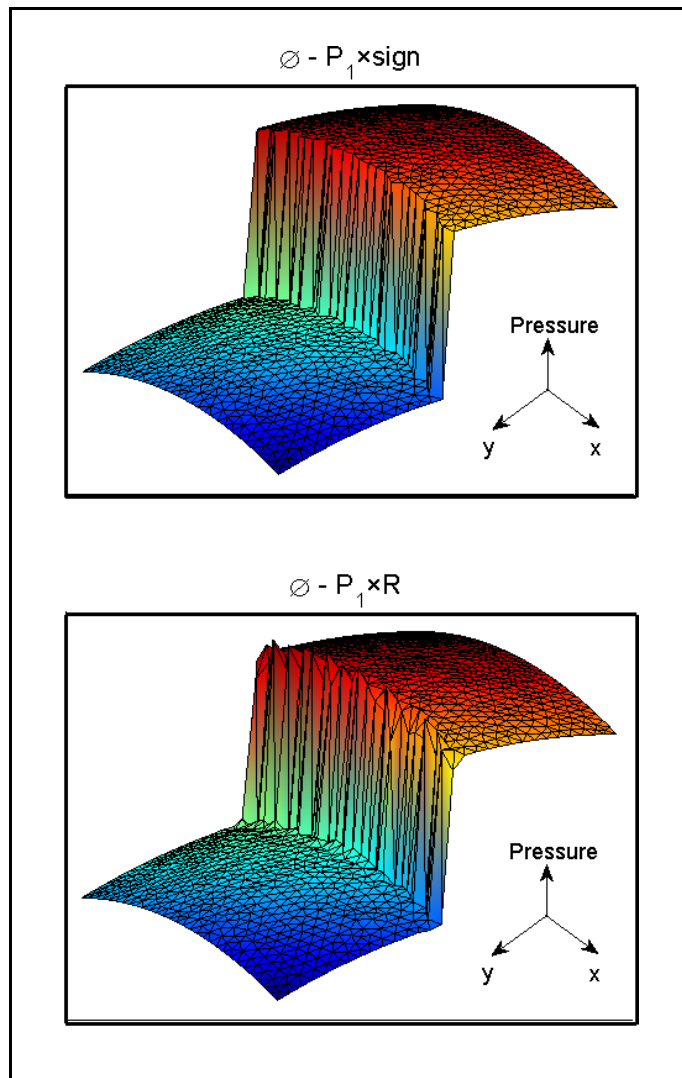 ∅ - P₁×sign
Pressure
y
x
∅ - P₁×R
Pressure
y
x